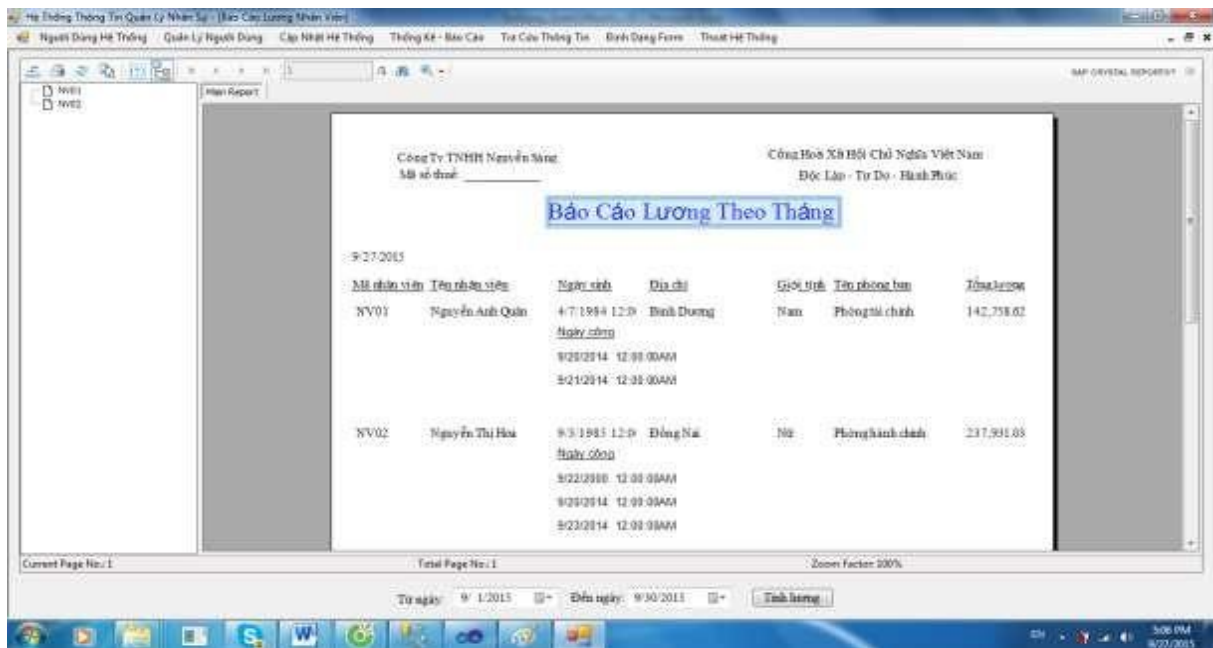 Hệ Thống Thông Tin Quản Lý Nhân Sự - [Báo Cáo Lương Nhân Viên]
Người Dùng Hệ Thống Quản Lý Người Dùng Cập Nhật Hệ Thống Thống Kê - Báo Cáo Tra Cứu Thông Tin Định Dạng Form Thoát Hệ Thống
1
SAP CRYSTAL REPORTS®
NV01
NV02
Main Report
Công Ty TNHH Nguyễn Sáng
Cộng Hoà Xã Hội Chủ Nghĩa Việt Nam
Mã số thuế:
Độc Lập - Tự Do - Hạnh Phúc
Báo Cáo Lương Theo Tháng
9/27/2015
Mã nhân viên Tên nhân viên Ngày sinh Địa chỉ Giới tính Tên phòng ban Tổng lương
NV01 Nguyễn Anh Quân 4/7/1984 12:0 Bình Dương Nam Phòng tài chính 142,758.62
Ngày công
9/20/2014 12:00:00AM
9/21/2014 12:00:00AM
NV02 Nguyễn Thị Hoa 9/3/1985 12:0 Đồng Nai Nữ Phòng hành chính 237,931.03
Ngày công
12:00:00AM
9/20/2014 12:00:00AM
9/23/2014 12:00:00AM
Current Page No.: 1 Total Page No.: 1 Zoom Factor: 100%
Từ ngày: 9/ 1/2015 Đến ngày: 9/30/2015 Tính lương
EN 5:06 PM
9/27/2015